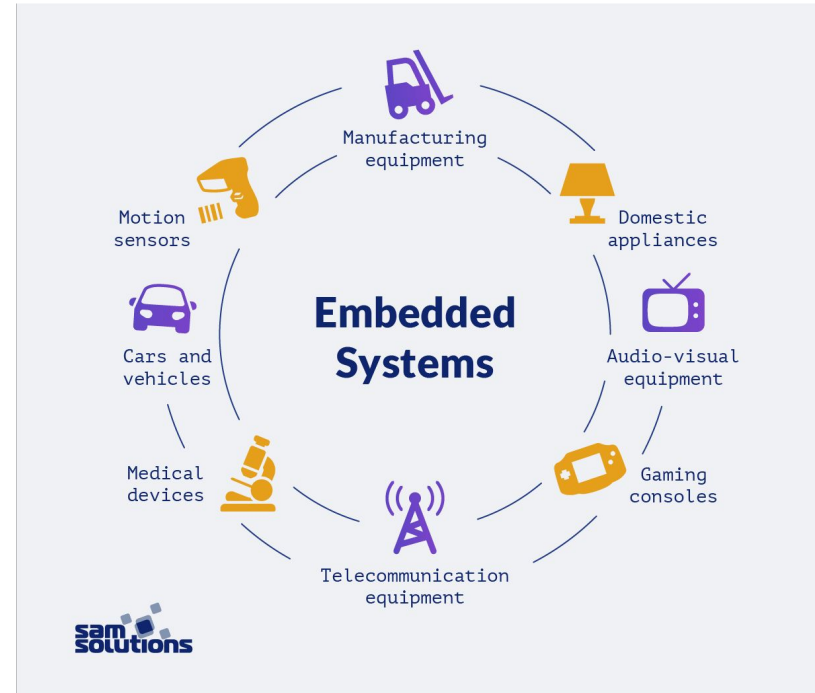 Manufacturing
equipment
Motion
sensors
Domestic
appliances
Embedded
Systems
Cars and
vehicles
Audio-visual
equipment
Medical
devices
Gaming
consoles
Telecommunication
equipment
sam
solutions